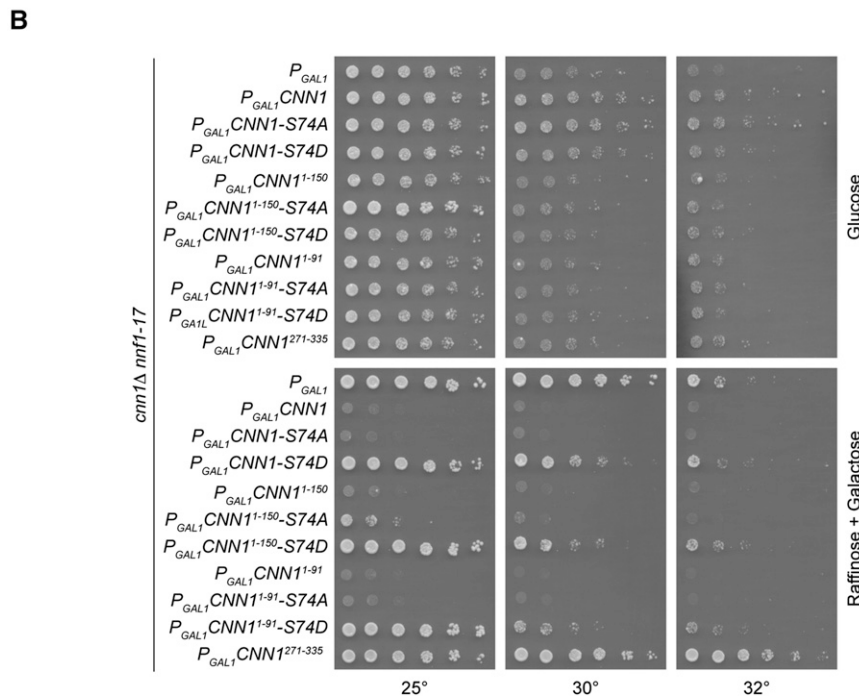 B
P_GAL1
P_GAL1CNN1
P_GAL1CNN1-S74A
P_GAL1CNN1-S74D
P_GAL1CNN1^1-150
P_GAL1CNN1^1-150-S74A
P_GAL1CNN1^1-150-S74D
P_GAL1CNN1^1-91
P_GAL1CNN1^1-91-S74A
P_GA1LCNN1^1-91-S74D
P_GAL1CNN1^271-335
Glucose
cnn1Δ nnf1-17
P_GAL1
P_GAL1CNN1
P_GAL1CNN1-S74A
P_GAL1CNN1-S74D
P_GAL1CNN1^1-150
P_GAL1CNN1^1-150-S74A
P_GAL1CNN1^1-150-S74D
P_GAL1CNN1^1-91
P_GAL1CNN1^1-91-S74A
P_GAL1CNN1^1-91-S74D
P_GAL1CNN1^271-335
Raffinose + Galactose
25° 30° 32°